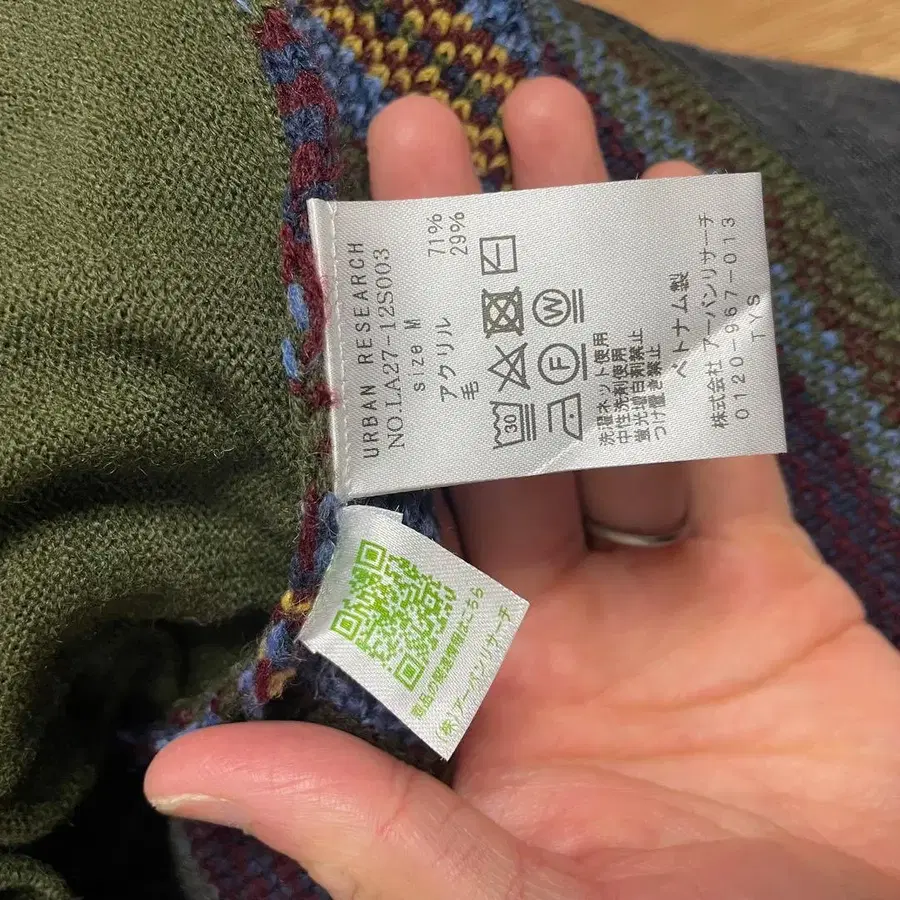 URBAN RESEARCH
NO.LA27-12S003
size M
アクリル 71%
毛 29%
30
W
F
洗濯ネット使用
中性洗剤使用
蛍光増白剤禁止
つけ置き禁止
ベトナム製
株式会社 アーバンリサーチ
0120-967-013
TYS
商品の関連情報はこちら
(株)アーバンリサーチ